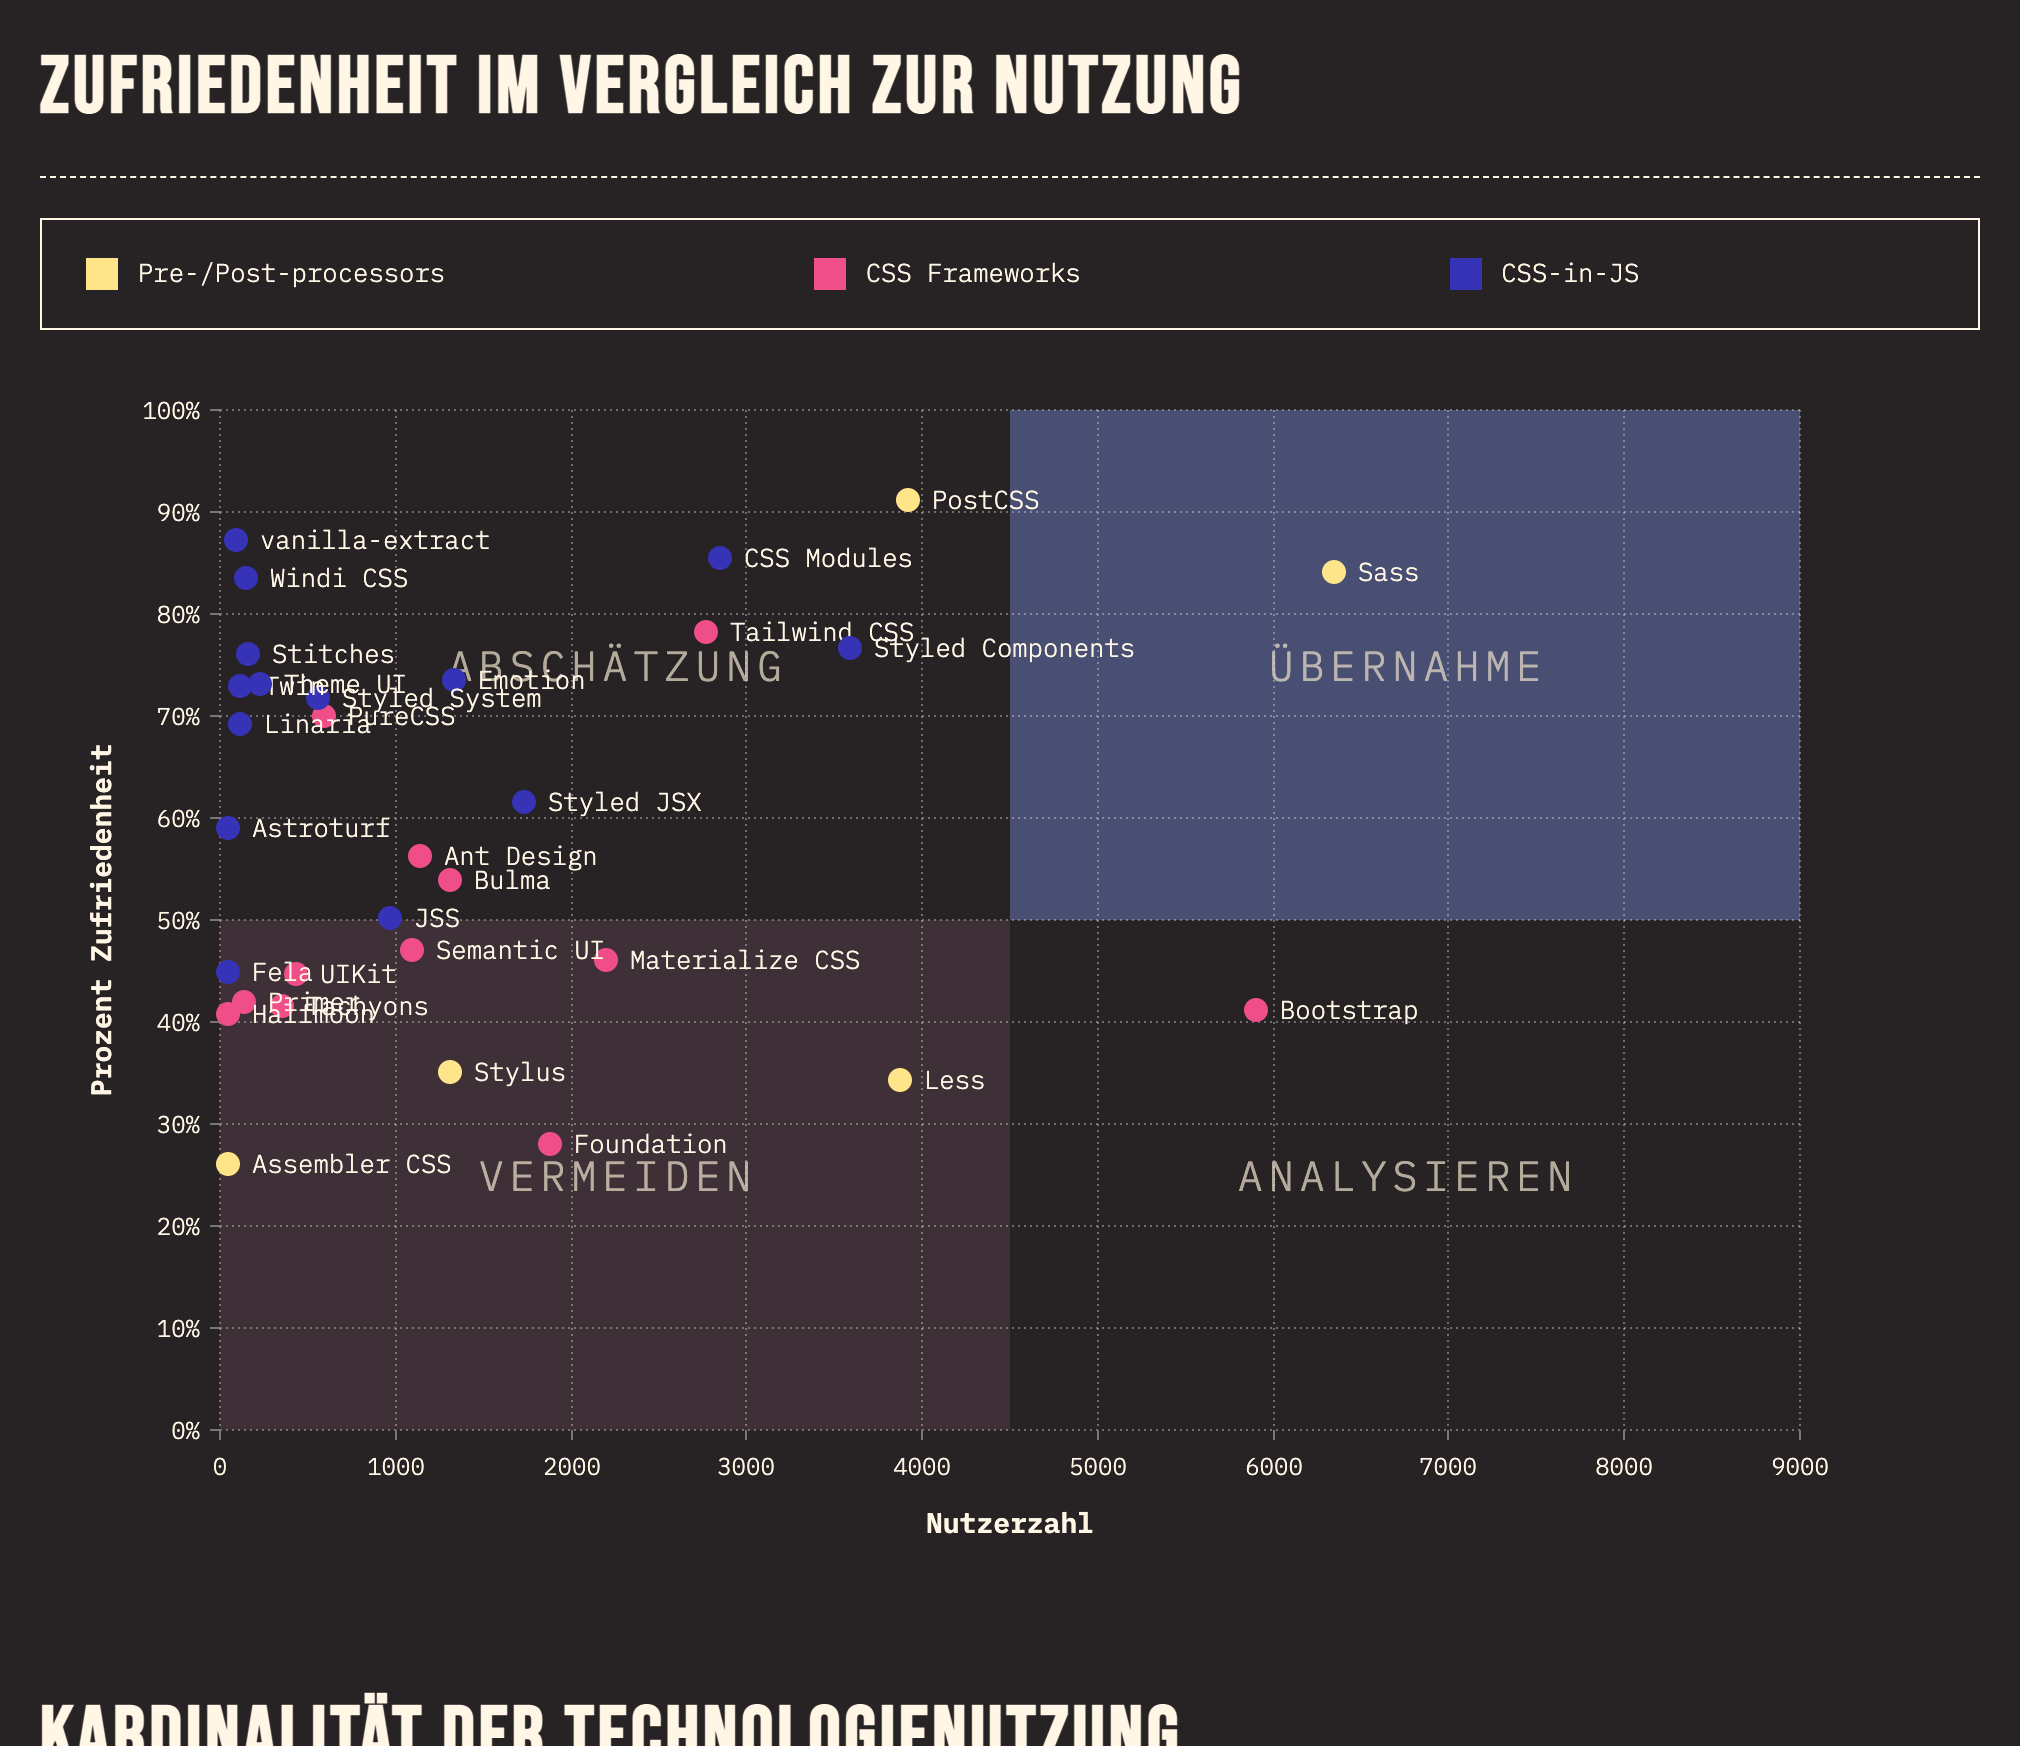 ZUFRIEDENHEIT IM VERGLEICH ZUR NUTZUNG
Pre-/Post-processors
CSS Frameworks
CSS-in-JS
Prozent Zufriedenheit
100%
90%
80%
70%
60%
50%
40%
30%
20%
10%
0%
PostCSS
vanilla-extract
CSS Modules
Sass
Windi CSS
Tailwind CSS
Styled Components
Stitches
ABSCHÄTZUNG
ÜBERNAHME
Twin
Theme UI
Emotion
Styled System
PureCSS
Linaria
Styled JSX
Astroturf
Ant Design
Bulma
JSS
Semantic UI
Materialize CSS
Fela
UIKit
Primer
Tachyons
Halfmoon
Bootstrap
Stylus
Less
Foundation
Assembler CSS
VERMEIDEN
ANALYSIEREN
0 1000 2000 3000 4000 5000 6000 7000 8000 9000
Nutzerzahl
KARDINALITÄT DER TECHNOLOGIENUTZUNG